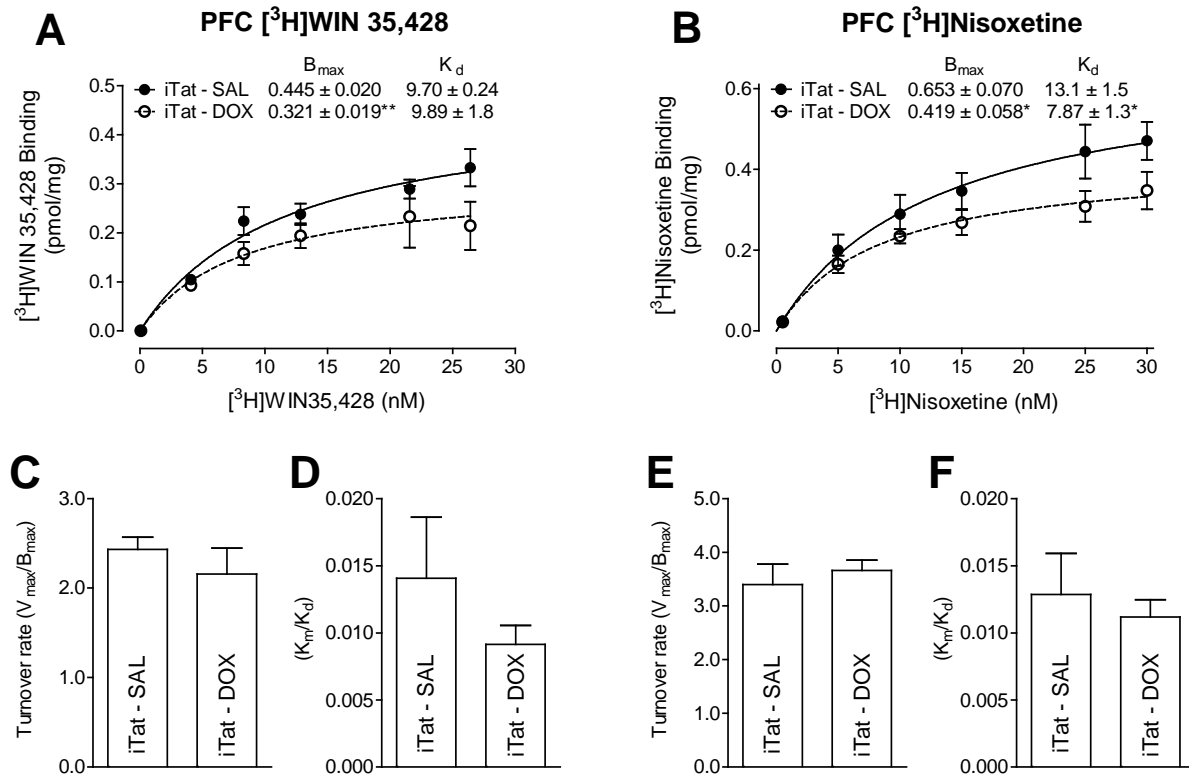 A
PFC [³H]WIN 35,428
Bmax Kd
iTat - SAL 0.445 ± 0.020 9.70 ± 0.24
iTat - DOX 0.321 ± 0.019** 9.89 ± 1.8
[³H]WIN 35,428 Binding
(pmol/mg)
0.5
0.4
0.3
0.2
0.1
0.0
0 5 10 15 20 25 30
[³H]WIN35,428 (nM)
B
PFC [³H]Nisoxetine
Bmax Kd
iTat - SAL 0.653 ± 0.070 13.1 ± 1.5
iTat - DOX 0.419 ± 0.058* 7.87 ± 1.3*
[³H]Nisoxetine Binding
(pmol/mg)
0.6
0.4
0.2
0.0
0 5 10 15 20 25 30
[³H]Nisoxetine (nM)
C
Turnover rate (Vmax/Bmax)
3.0
2.0
1.0
0.0
iTat - SAL
iTat - DOX
D
(Km/Kd)
0.020
0.015
0.010
0.005
0.000
iTat - SAL
iTat - DOX
E
Turnover rate (Vmax/Bmax)
5.0
4.0
3.0
2.0
1.0
0.0
iTat - SAL
iTat - DOX
F
(Km/Kd)
0.020
0.015
0.010
0.005
0.000
iTat - SAL
iTat - DOX